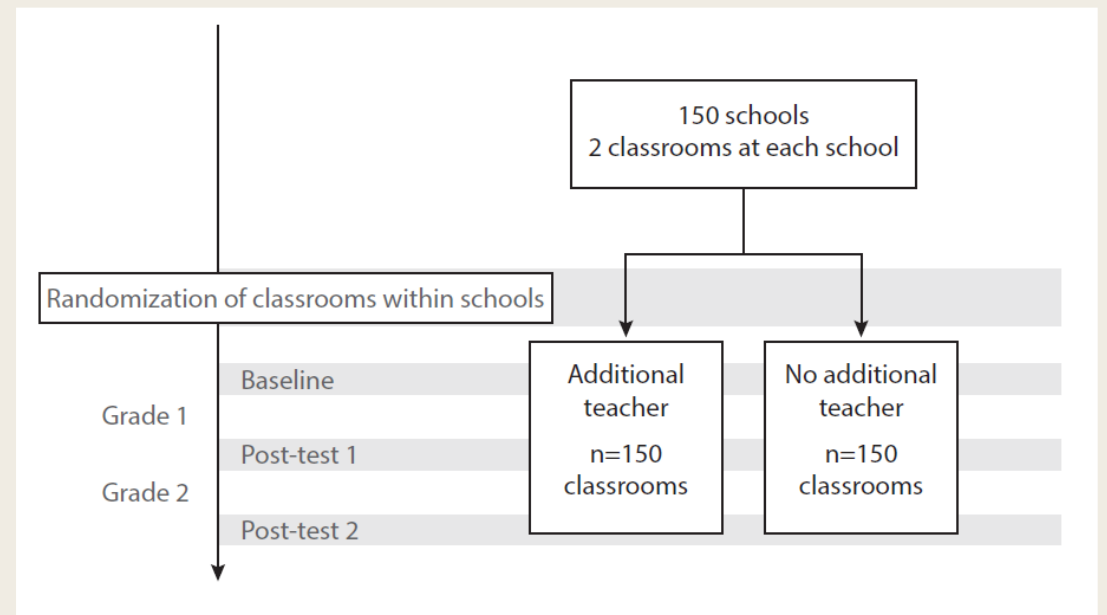 150 schools
2 classrooms at each school
Randomization of classrooms within schools
Baseline
Grade 1
Post-test 1
Grade 2
Post-test 2
Additional
teacher
n=150
classrooms
No additional
teacher
n=150
classrooms